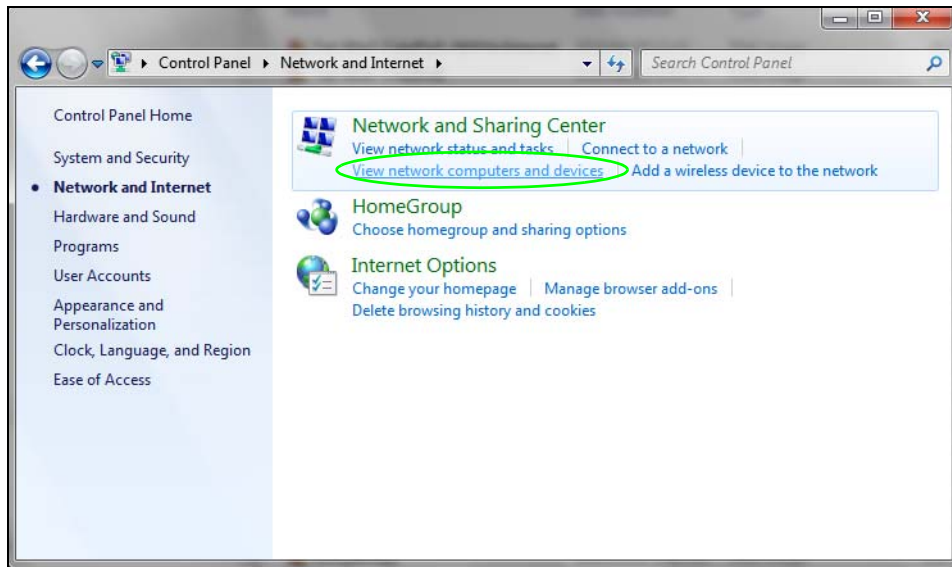 Control Panel Network and Internet Search Control Panel
Control Panel Home
System and Security
Network and Internet
Hardware and Sound
Programs
User Accounts
Appearance and
Personalization
Clock, Language, and Region
Ease of Access
Network and Sharing Center
View network status and tasks Connect to a network
View network computers and devices Add a wireless device to the network
HomeGroup
Choose homegroup and sharing options
Internet Options
Change your homepage Manage browser add-ons
Delete browsing history and cookies